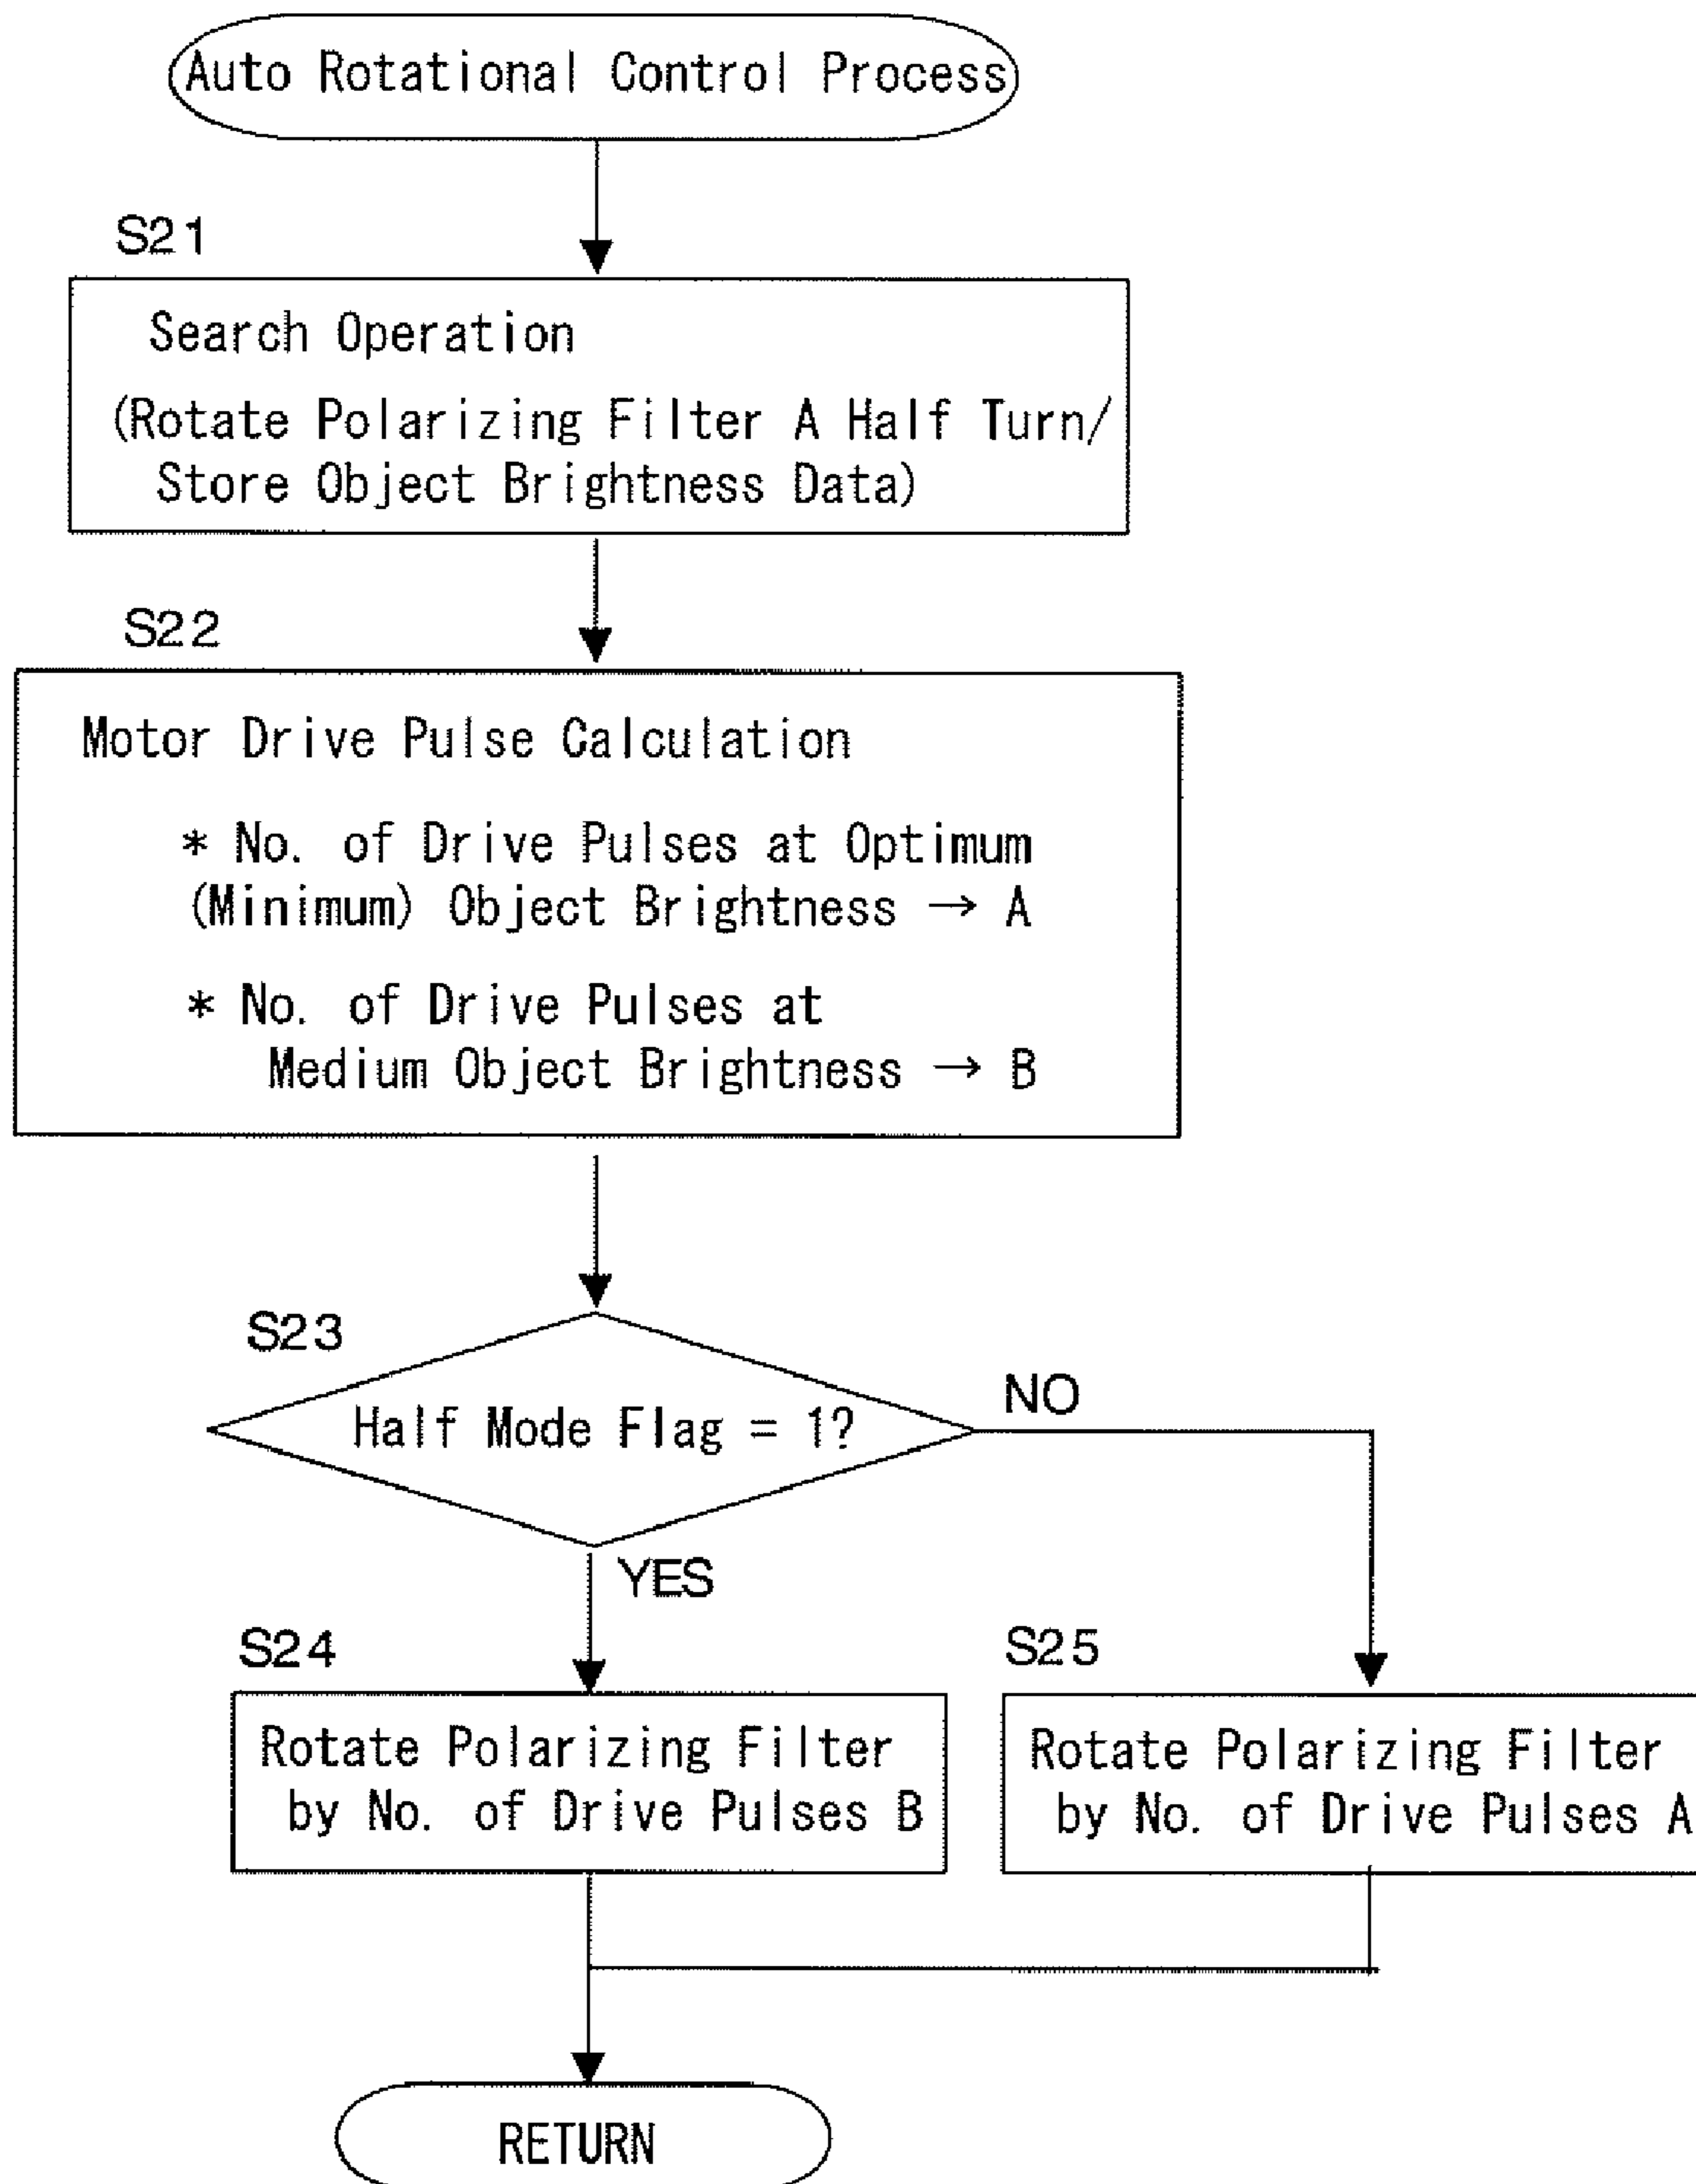 Auto Rotational Control Process
S21
Search Operation
(Rotate Polarizing Filter A Half Turn/
Store Object Brightness Data)
S22
Motor Drive Pulse Calculation
* No. of Drive Pulses at Optimum
(Minimum) Object Brightness → A
* No. of Drive Pulses at
Medium Object Brightness → B
S23
Half Mode Flag = 1?
NO
YES
S24
Rotate Polarizing Filter
by No. of Drive Pulses B
S25
Rotate Polarizing Filter
by No. of Drive Pulses A
RETURN